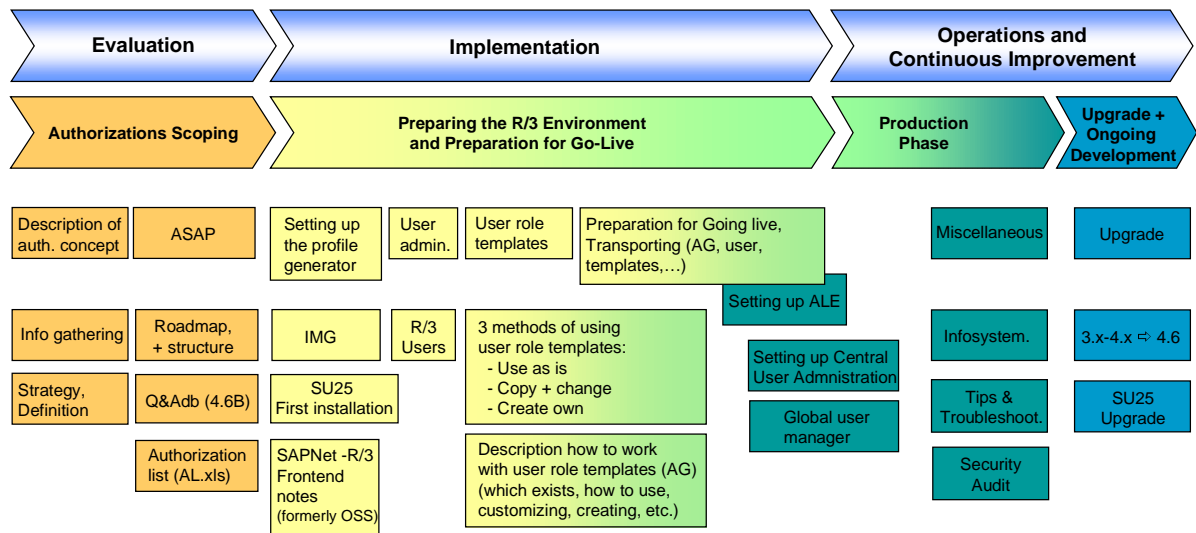 Evaluation
Implementation
Operations and
Continuous Improvement
Authorizations Scoping
Preparing the R/3 Environment
and Preparation for Go-Live
Production
Phase
Upgrade +
Ongoing
Development
Description of
auth. concept
ASAP
Setting up
the profile
generator
User
admin.
User role
templates
Preparation for Going live,
Transporting (AG, user,
templates,…)
Miscellaneous
Upgrade
Setting up ALE
Info gathering
Roadmap,
+ structure
IMG
R/3
Users
3 methods of using
user role templates:
- Use as is
- Copy + change
- Create own
Setting up Central
User Admnistration
Infosystem.
3.x-4.x ⇨ 4.6
Strategy,
Definition
Q&Adb (4.6B)
SU25
First installation
Global user
manager
Tips &
Troubleshoot.
SU25
Upgrade
Authorization
list (AL.xls)
SAPNet -R/3
Frontend
notes
(formerly OSS)
Description how to work
with user role templates (AG)
(which exists, how to use,
customizing, creating, etc.)
Security
Audit